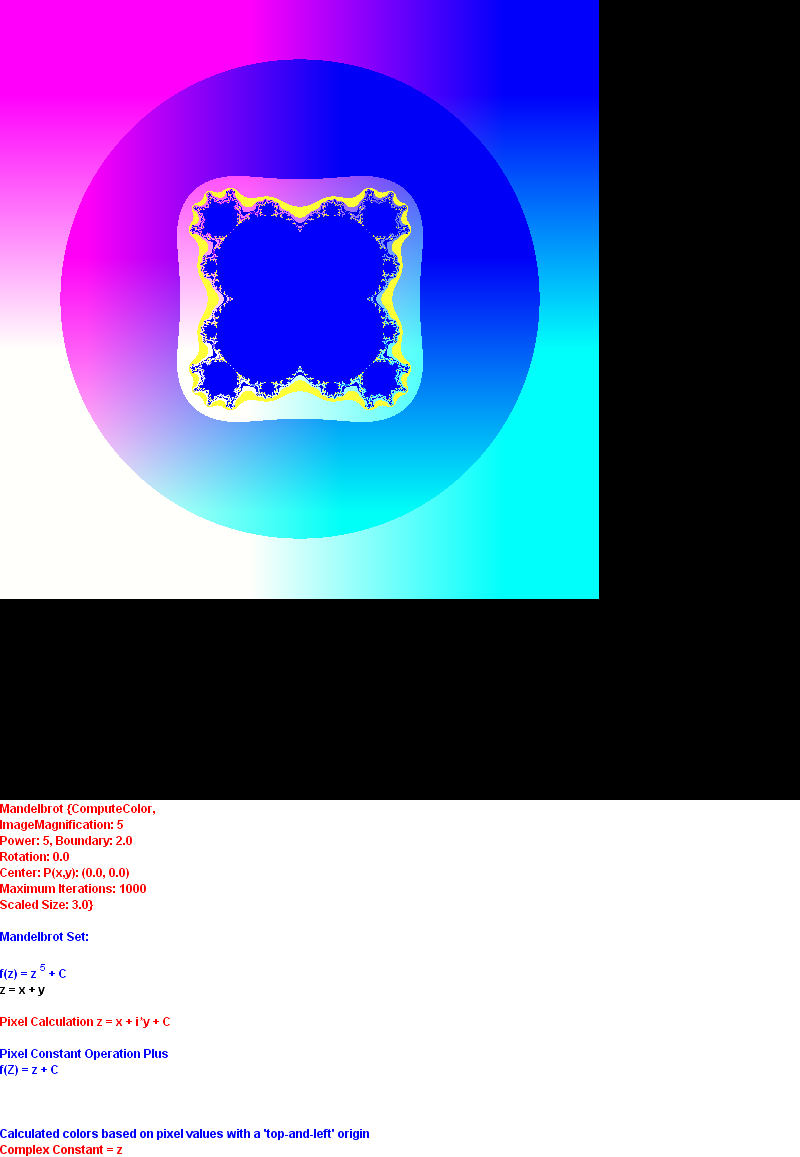 Mandelbrot {ComputeColor,
ImageMagnification: 5
Power: 5, Boundary: 2.0
Rotation: 0.0
Center: P(x,y): (0.0, 0.0)
Maximum Iterations: 1000
Scaled Size: 3.0}
Mandelbrot Set:
f(z) = z 5 + C
z = x + y
Pixel Calculation z = x + i*y + C
Pixel Constant Operation Plus
f(Z) = z + C
Calculated colors based on pixel values with a 'top-and-left' origin
Complex Constant = z